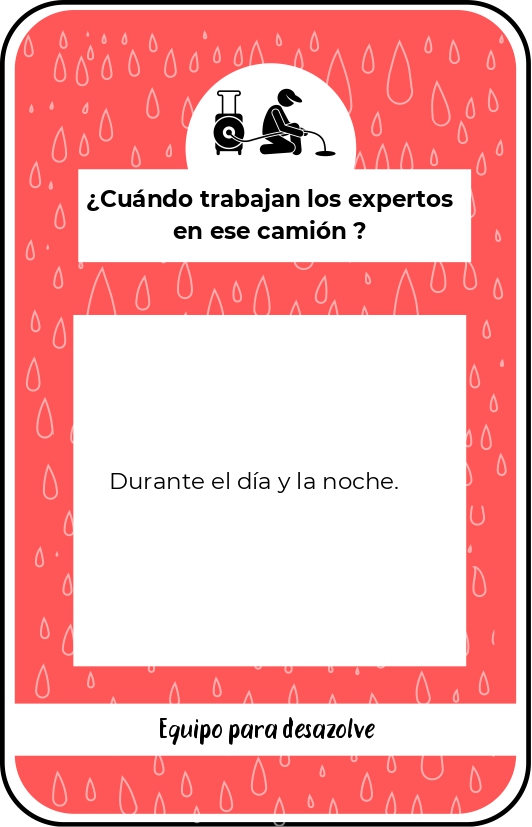 ¿Cuándo trabajan los expertos
en ese camión ?
Durante el día y la noche.
Equipo para desazolve